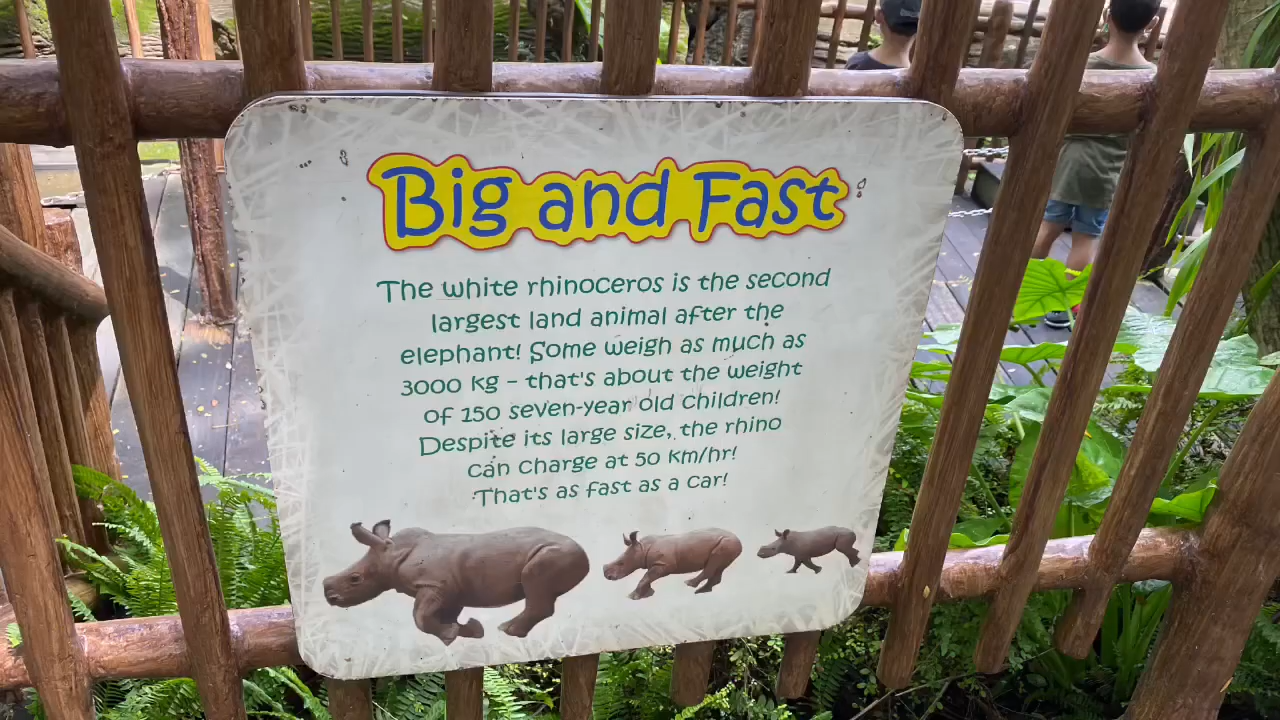 Big and Fast
The white rhinoceros is the second
largest land animal after the
elephant! Some weigh as much as
3000 kg - that's about the weight
of 150 seven-year old children!
Despite its large size, the rhino
can charge at 50 km/hr!
That's as fast as a car!